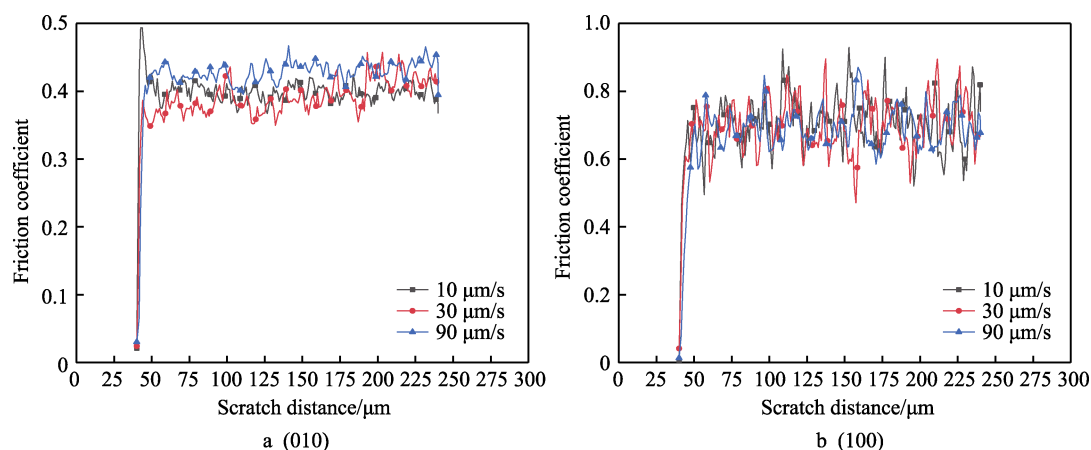 0.5
0.4
0.3
0.2
0.1
0
Friction coefficient
10 μm/s
30 μm/s
90 μm/s
0 25 50 75 100 125 150 175 200 225 250 275 300
Scratch distance/μm
a (010)
1.0
0.8
0.6
0.4
0.2
0
Friction coefficient
10 μm/s
30 μm/s
90 μm/s
0 25 50 75 100 125 150 175 200 225 250 275 300
Scratch distance/μm
b (100)